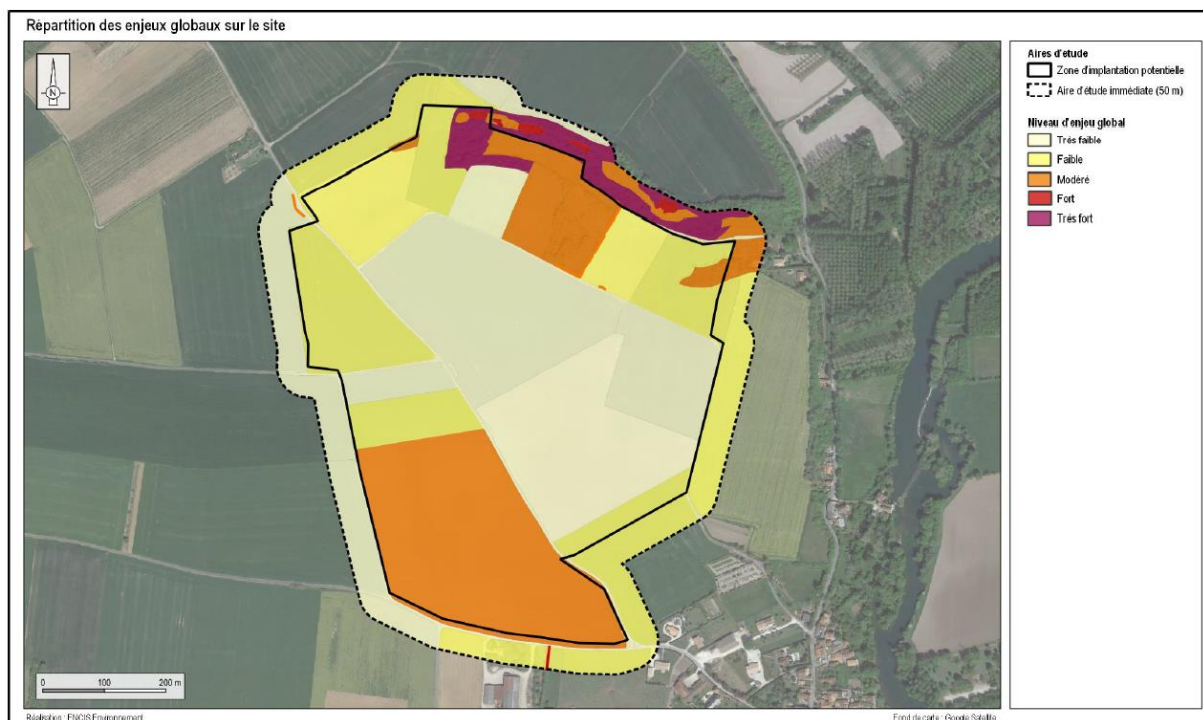 Répartition des enjeux globaux sur le site
N
Aires d'étude
Zone d'implantation potentielle
Aire d'étude immédiate (50 m)
Niveau d'enjeu global
Très faible
Faible
Modéré
Fort
Très fort
0 100 200 m
Réalisation : ENCIS Environnement
Fond de carte : Google Satellite